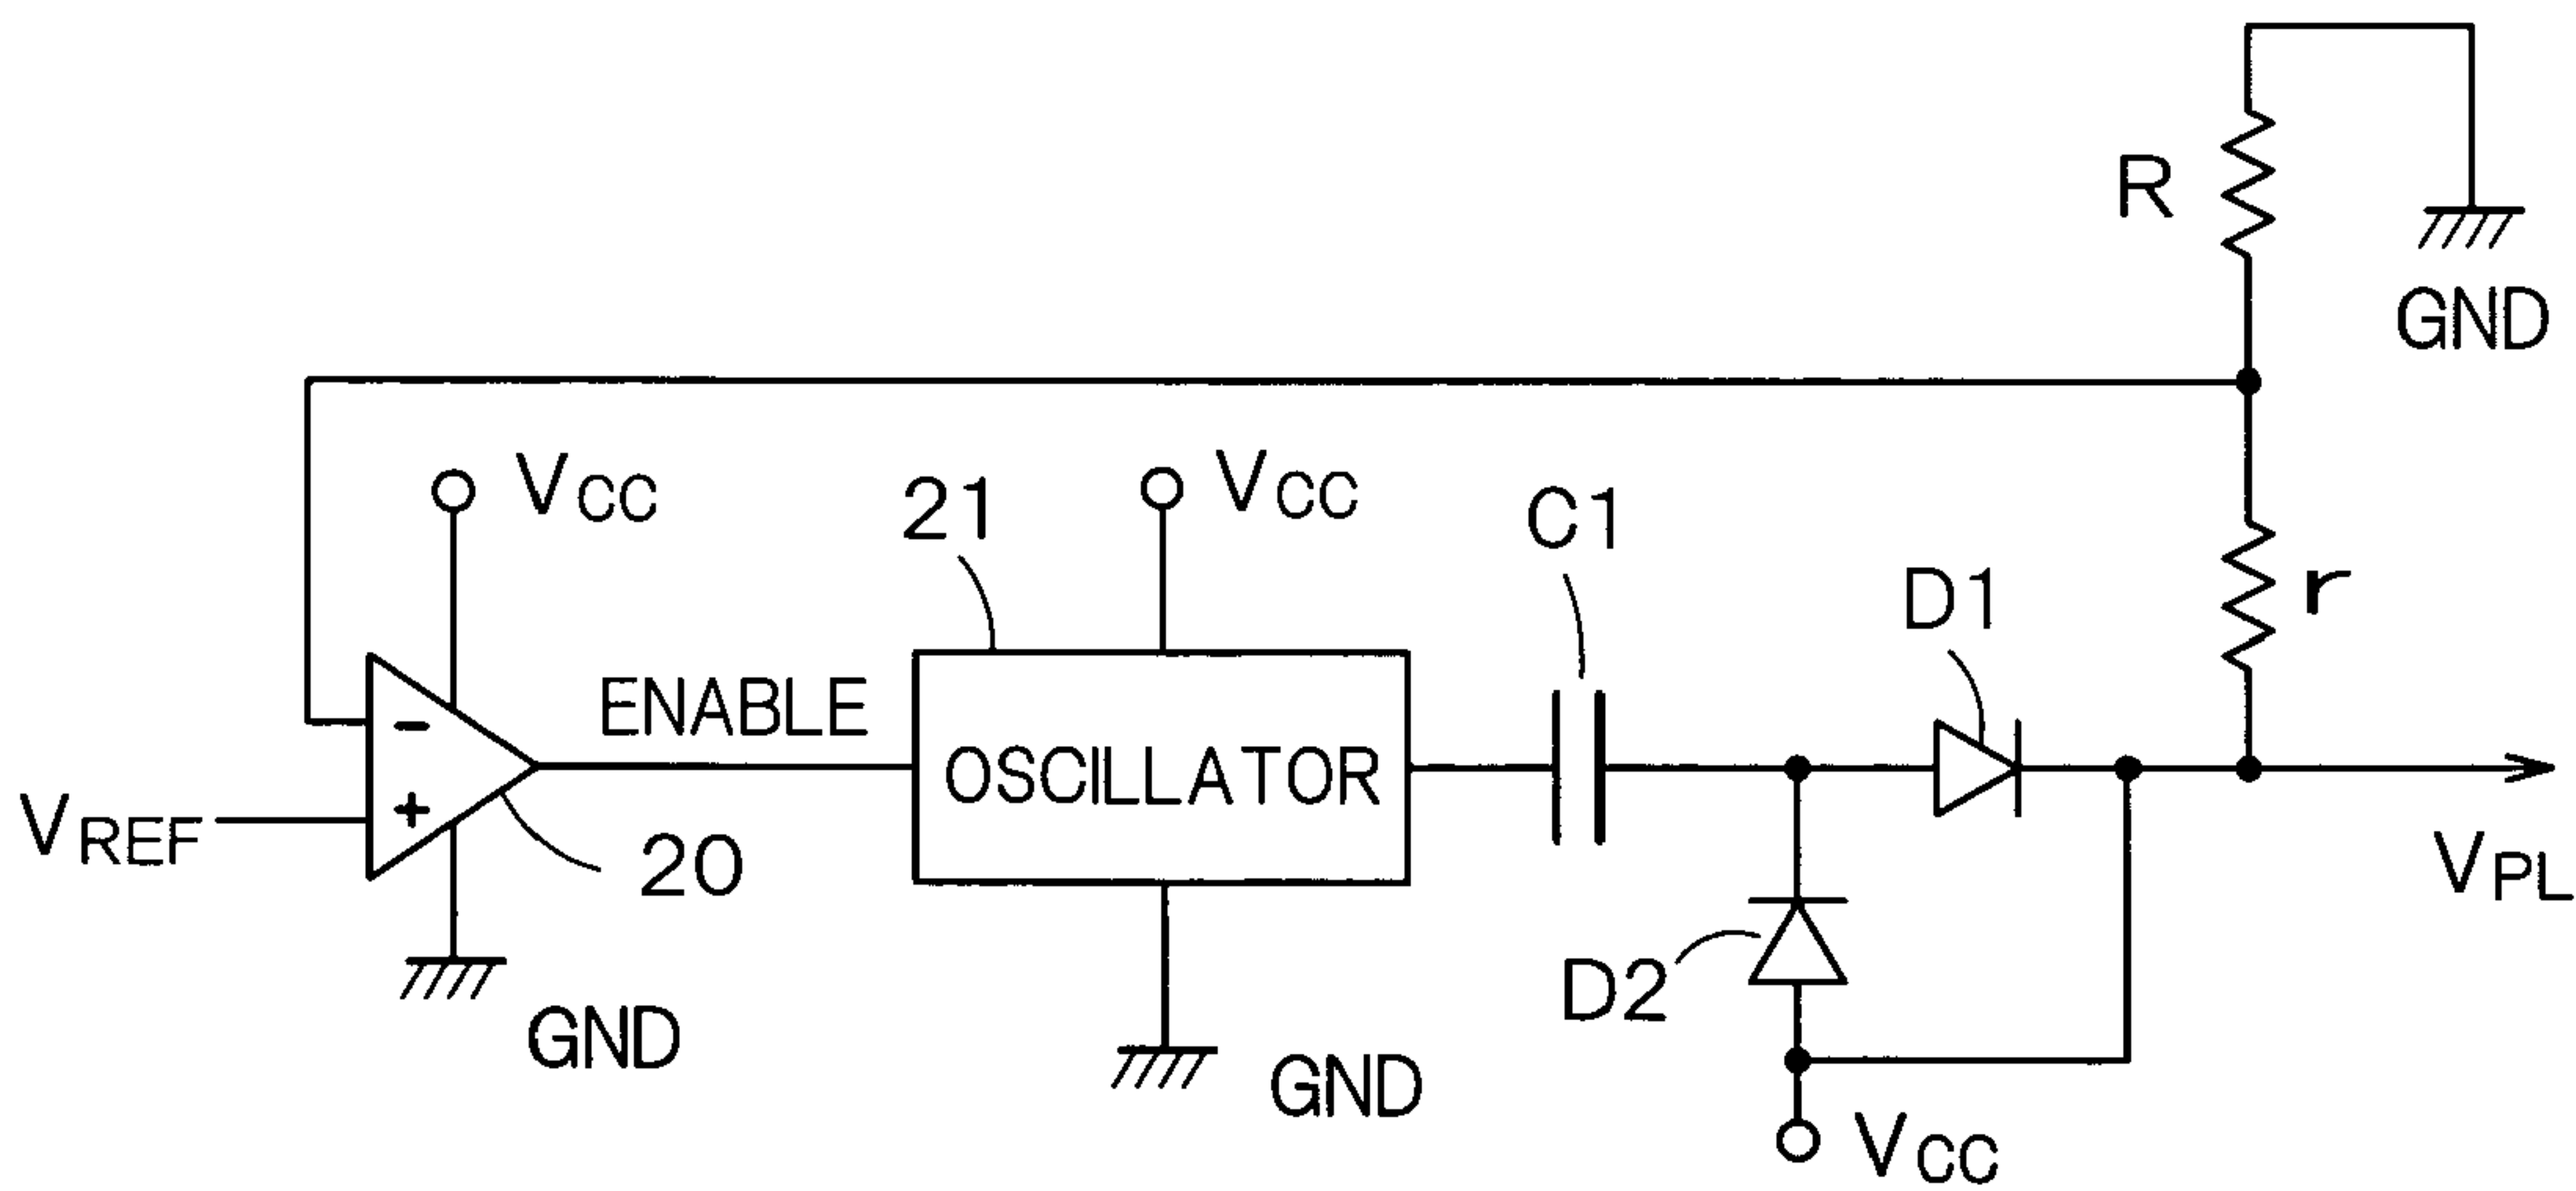 R
GND
VCC
21
VCC
C1
D1
r
ENABLE
-
OSCILLATOR
+
VREF
20
VPL
D2
GND
GND
VCC